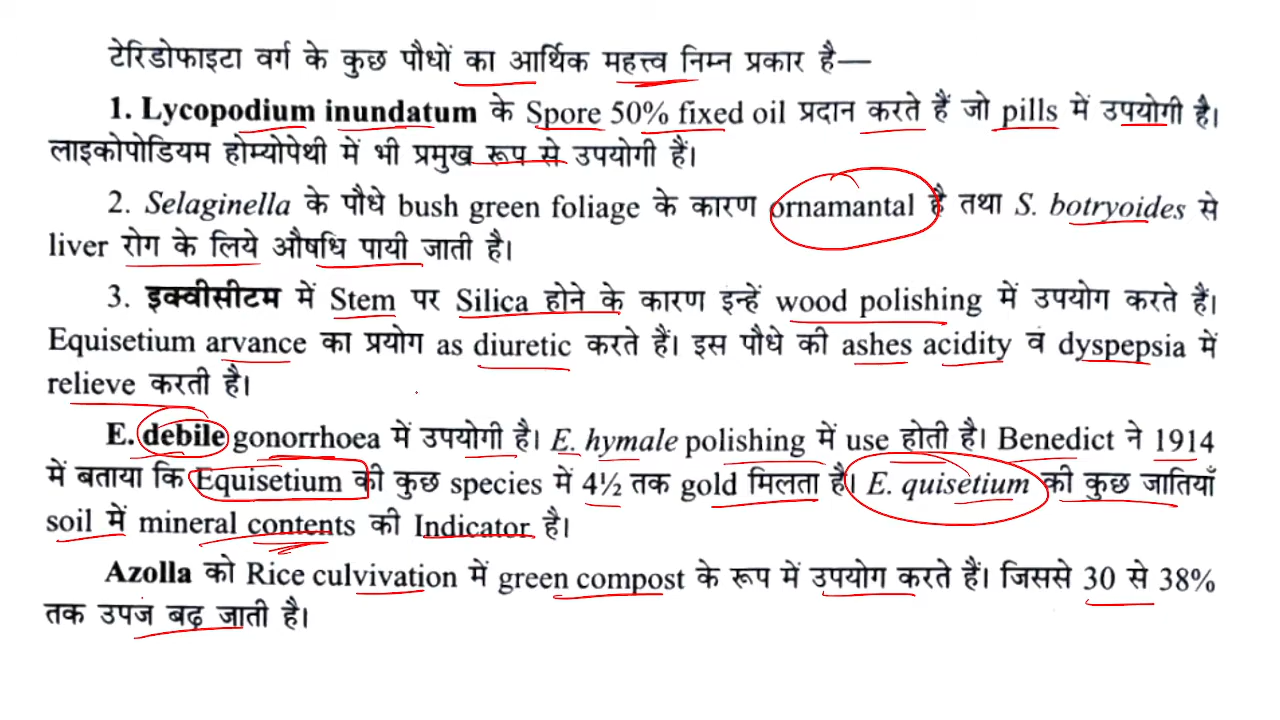 टेरिडोफाइटा वर्ग के कुछ पौधों का आर्थिक महत्त्व निम्न प्रकार है—
1. Lycopodium inundatum के Spore 50% fixed oil प्रदान करते हैं जो pills में उपयोगी है।
लाइकोपोडियम होम्योपेथी में भी प्रमुख रूप से उपयोगी हैं।
2. Selaginella के पौधे bush green foliage के कारण ornamantal है तथा S. botryoides से
liver रोग के लिये औषधि पायी जाती है।
3. इक्वीसीटम में Stem पर Silica होने के कारण इन्हें wood polishing में उपयोग करते हैं।
Equisetium arvance का प्रयोग as diuretic करते हैं। इस पौधे की ashes acidity वं dyspepsia में
relieve करती है।
E. debile gonorrhoea में उपयोगी है। E. hymale polishing में use होती है। Benedict ने 1914
में बताया कि Equisetium की कुछ species में 4½ तक gold मिलता है। E. quisetium की कुछ जातियाँ
soil में mineral contents की Indicator है।
Azolla को Rice culvivation में green compost के रूप में उपयोग करते हैं। जिससे 30 से 38%
तक उपज बढ़ जाती है।